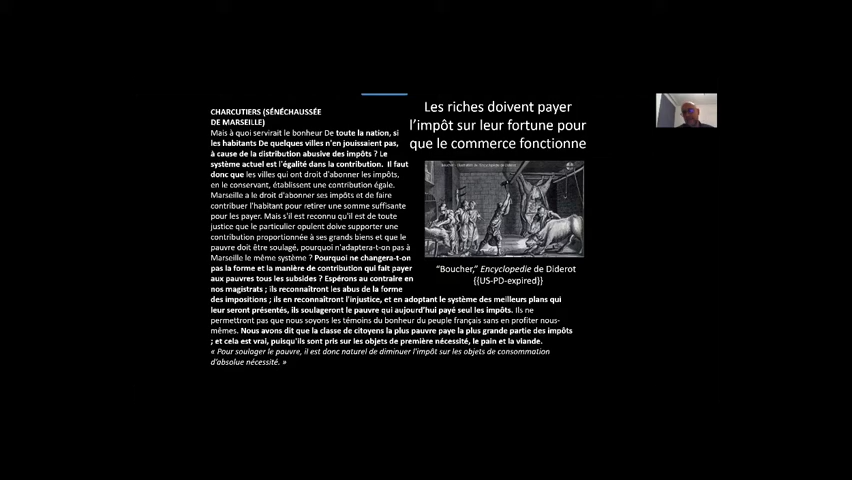 CHARCUTIERS (SÉNÉCHAUSSÉE
DE MARSEILLE)
Mais à quoi servirait le bonheur De toute la nation, si
les habitants De quelques villes n'en jouissaient pas,
à cause de la distribution abusive des impôts ? Le
système actuel est l'égalité dans la contribution. Il faut
donc que les villes qui ont droit d'abonner les impôts,
en le conservant, établissent une contribution égale.
Marseille a le droit d'abonner ses impôts et de faire
contribuer l'habitant pour retirer une somme suffisante
pour les payer. Mais s'il est reconnu qu'il est de toute
justice que le particulier opulent doive supporter une
contribution proportionnée à ses grands biens et que le
pauvre doit être soulagé, pourquoi n'adaptera-t-on pas à
Marseille le même système ? Pourquoi ne changera-t-on
pas la forme et la manière de contribution qui fait payer
aux pauvres tous les subsides ? Espérons au contraire en
nos magistrats ; ils reconnaîtront les abus de la forme
des impositions ; ils en reconnaîtront l'injustice, et en adoptant le système des meilleurs plans qui
leur seront présentés, ils soulageront le pauvre qui aujourd'hui payé seul les impôts. Ils ne
permettront pas que nous soyons les témoins du bonheur du peuple français sans en profiter nous-
mêmes. Nous avons dit que la classe de citoyens la plus pauvre paye la plus grande partie des impôts
; et cela est vrai, puisqu'ils sont pris sur les objets de première nécessité, le pain et la viande.
« Pour soulager le pauvre, il est donc naturel de diminuer l'impôt sur les objets de consommation
d'absolue nécessité. »
Les riches doivent payer
l'impôt sur leur fortune pour
que le commerce fonctionne
"Boucher," Encyclopedie de Diderot
{{US-PD-expired}}